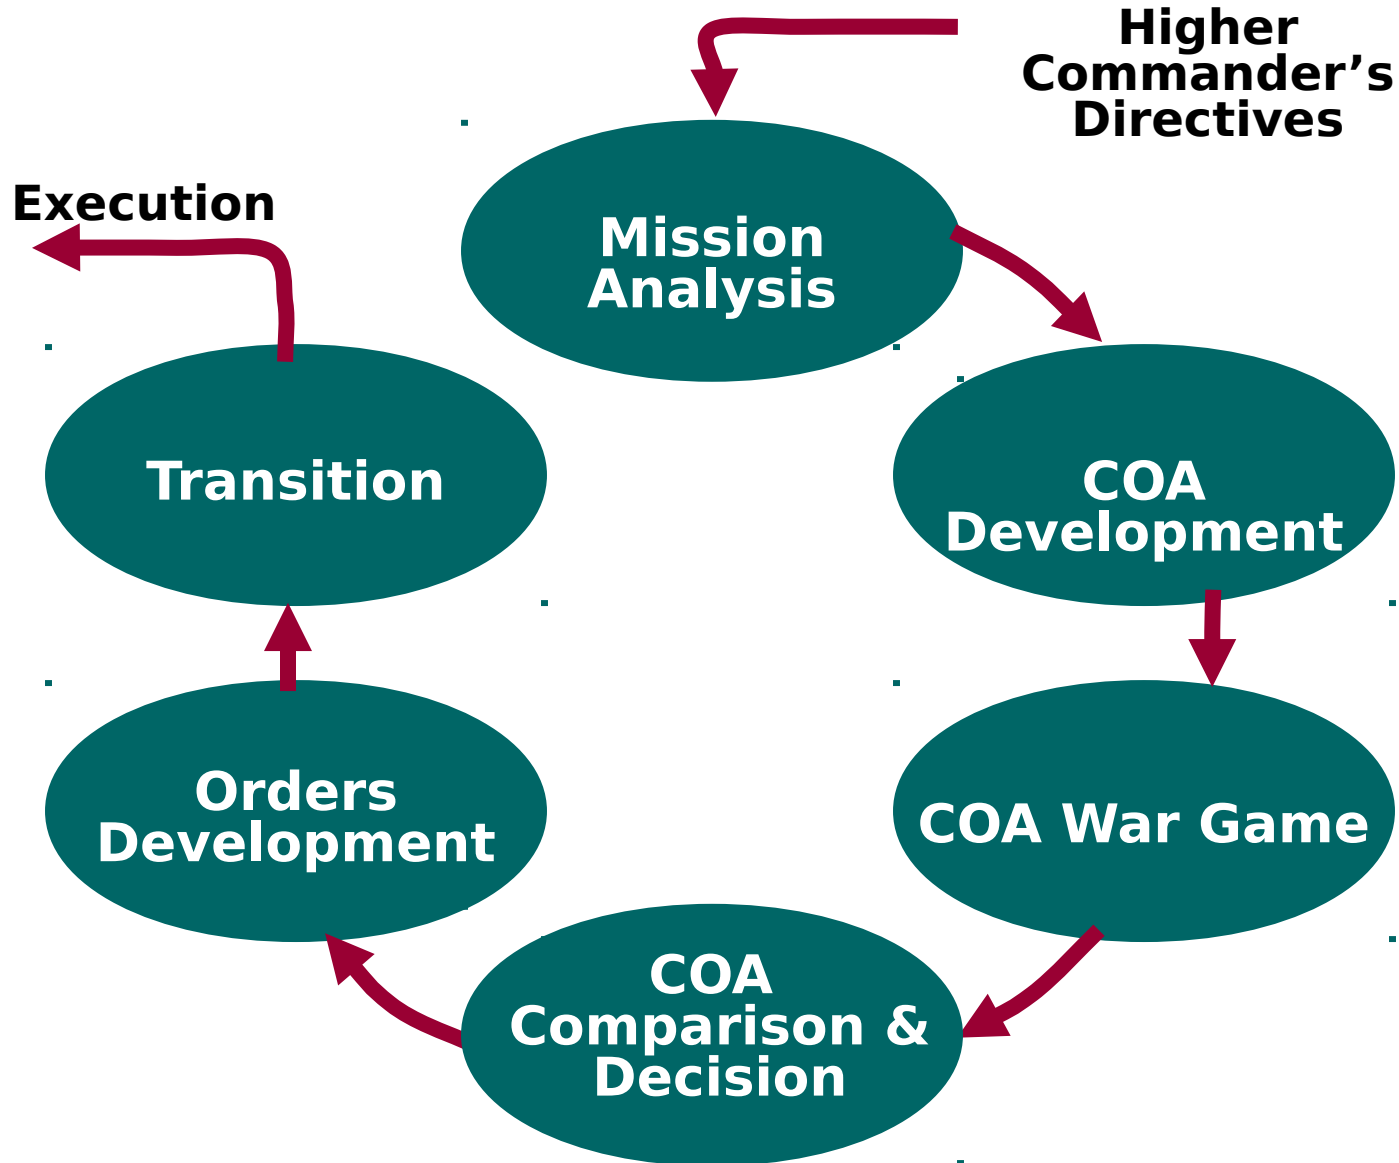 Higher
Commander’s
Directives
Execution
Mission
Analysis
Transition
COA
Development
Orders
Development
COA War Game
COA
Comparison &
Decision